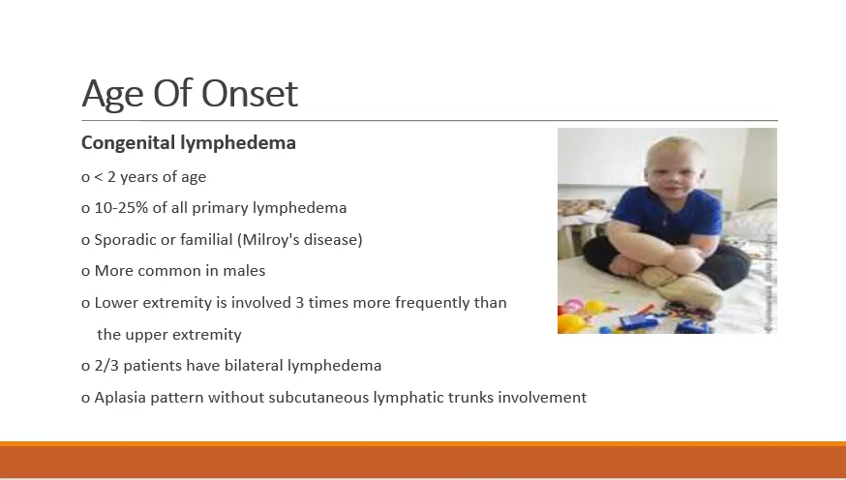 Age Of Onset
Congenital lymphedema
o < 2 years of age
o 10-25% of all primary lymphedema
o Sporadic or familial (Milroy's disease)
o More common in males
o Lower extremity is involved 3 times more frequently than
the upper extremity
o 2/3 patients have bilateral lymphedema
o Aplasia pattern without subcutaneous lymphatic trunks involvement